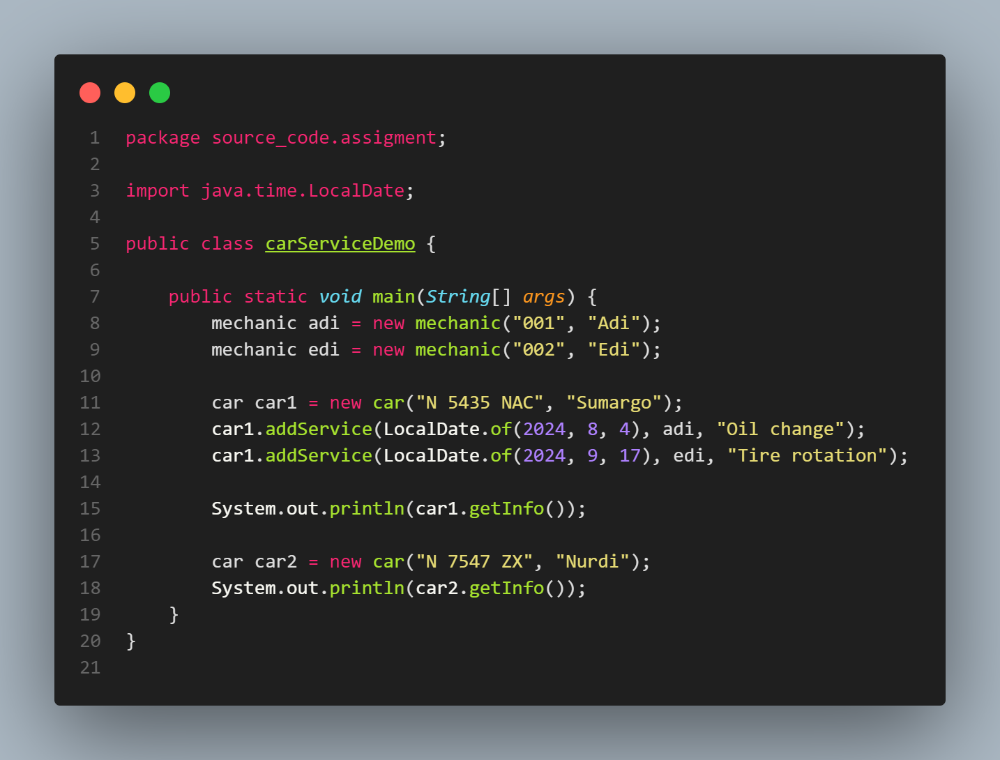 1 package source_code.assigment;
2
3 import java.time.LocalDate;
4
5 public class carServiceDemo {
6
7     public static void main(String[] args) {
8         mechanic adi = new mechanic("001", "Adi");
9         mechanic edi = new mechanic("002", "Edi");
10
11         car car1 = new car("N 5435 NAC", "Sumargo");
12         car1.addService(LocalDate.of(2024, 8, 4), adi, "Oil change");
13         car1.addService(LocalDate.of(2024, 9, 17), edi, "Tire rotation");
14
15         System.out.println(car1.getInfo());
16
17         car car2 = new car("N 7547 ZX", "Nurdi");
18         System.out.println(car2.getInfo());
19     }
20 }
21